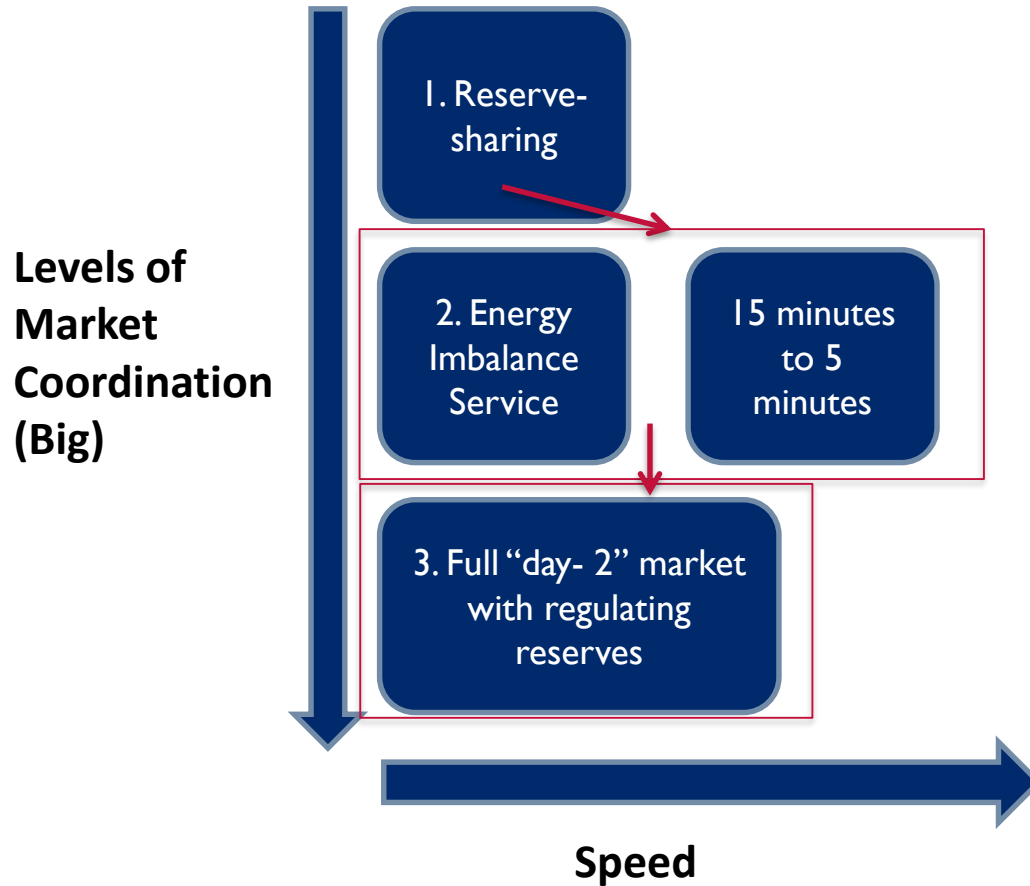 1. Reserve-
sharing
Levels of
Market
Coordination
(Big)
2. Energy
Imbalance
Service
15 minutes
to 5
minutes
3. Full “day- 2” market
with regulating
reserves
Speed